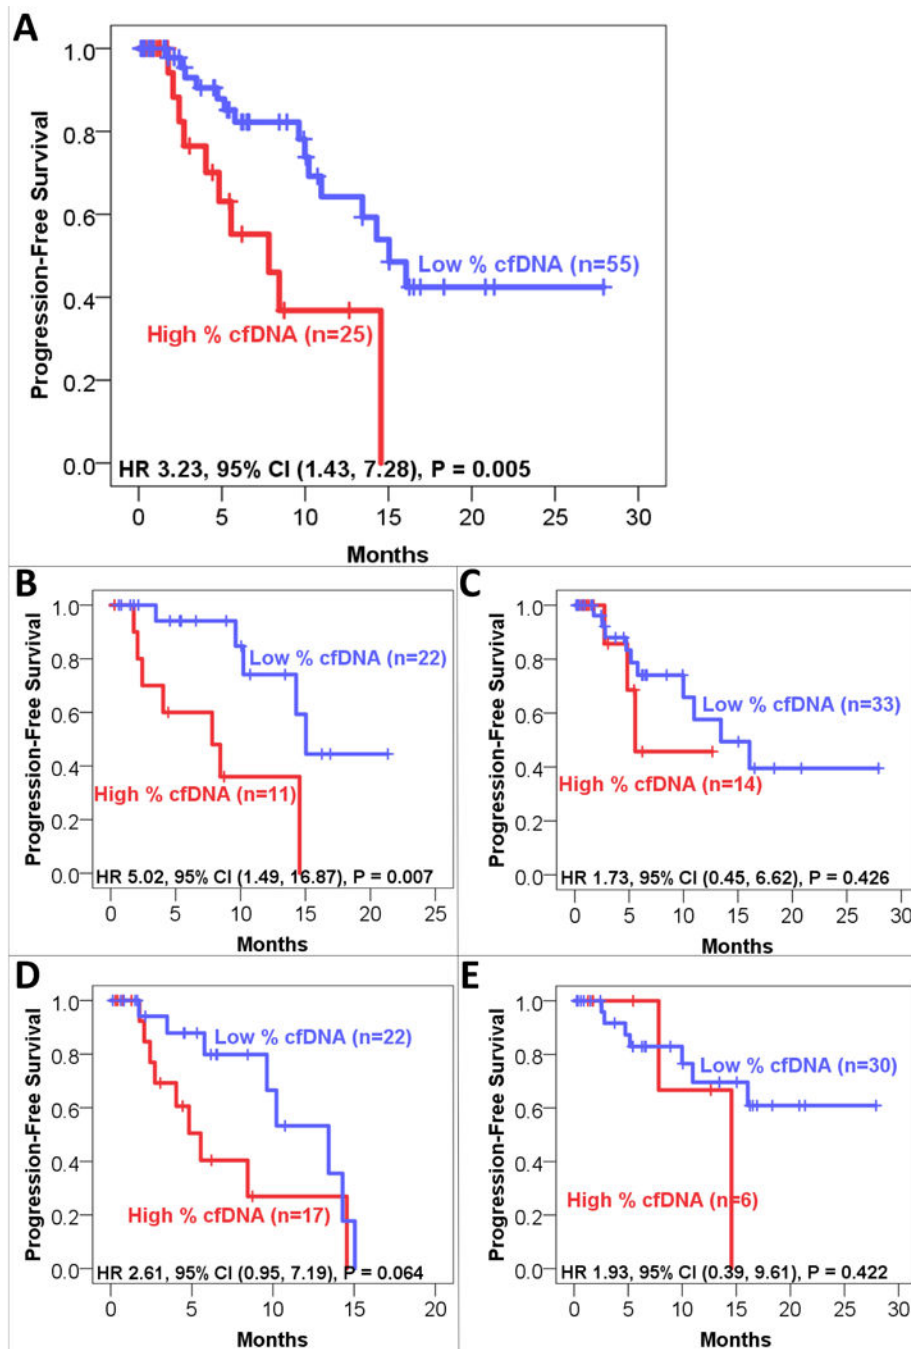 A
Progression-Free Survival
1.0
0.8
0.6
0.4
0.2
0.0
Low % cfDNA (n=55)
High % cfDNA (n=25)
HR 3.23, 95% CI (1.43, 7.28), P = 0.005
0 5 10 15 20 25 30
Months
B
Progression-Free Survival
1.0
0.8
0.6
0.4
0.2
0.0
Low % cfDNA (n=22)
High % cfDNA (n=11)
HR 5.02, 95% CI (1.49, 16.87), P = 0.007
0 5 10 15 20 25
Months
C
Progression-Free Survival
1.0
0.8
0.6
0.4
0.2
0.0
Low % cfDNA (n=33)
High % cfDNA (n=14)
HR 1.73, 95% CI (0.45, 6.62), P = 0.426
0 5 10 15 20 25 30
Months
D
Progression-Free Survival
1.0
0.8
0.6
0.4
0.2
0.0
Low % cfDNA (n=22)
High % cfDNA (n=17)
HR 2.61, 95% CI (0.95, 7.19), P = 0.064
0 5 10 15 20
Months
E
Progression-Free Survival
1.0
0.8
0.6
0.4
0.2
0.0
Low % cfDNA (n=30)
High % cfDNA (n=6)
HR 1.93, 95% CI (0.39, 9.61), P = 0.422
0 5 10 15 20 25 30
Months